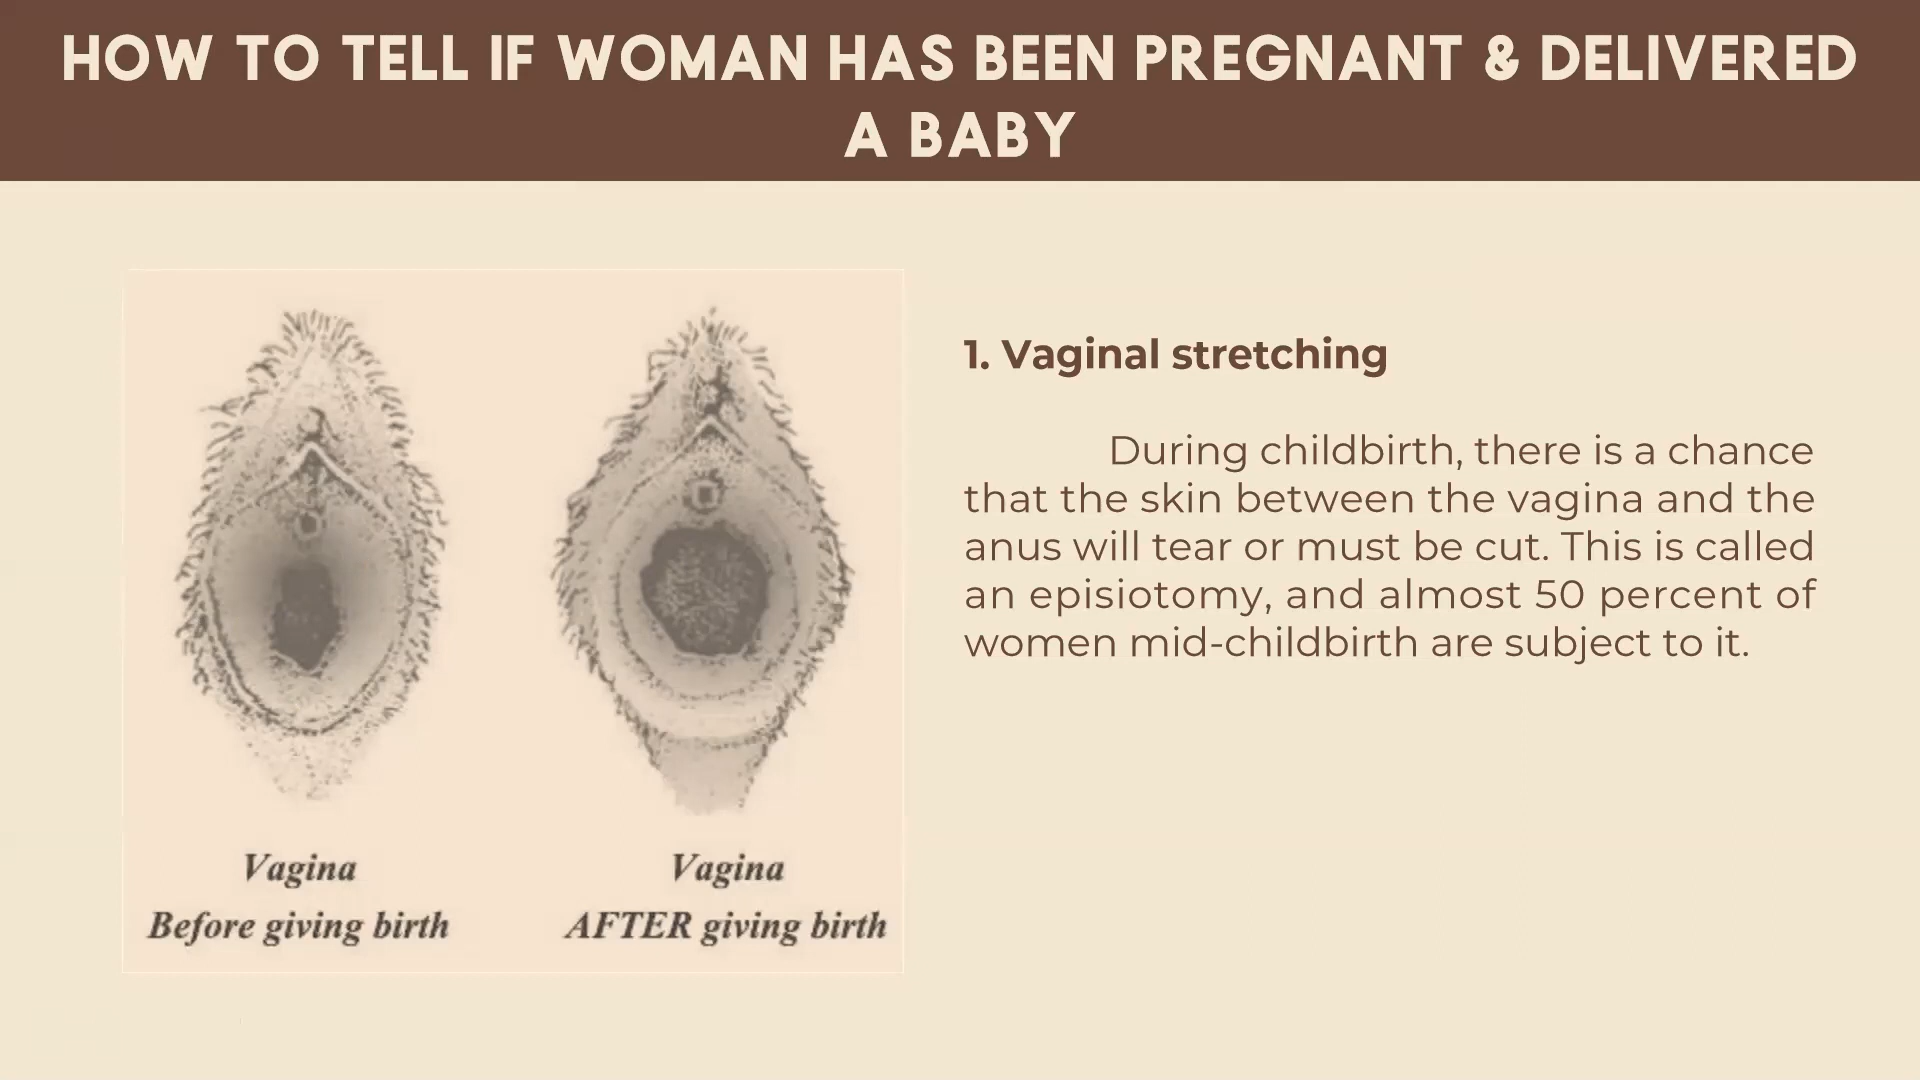 HOW TO TELL IF WOMAN HAS BEEN PREGNANT & DELIVERED
A BABY
1. Vaginal stretching
During childbirth, there is a chance
that the skin between the vagina and the
anus will tear or must be cut. This is called
an episiotomy, and almost 50 percent of
women mid-childbirth are subject to it.
Vagina
Before giving birth
Vagina
AFTER giving birth